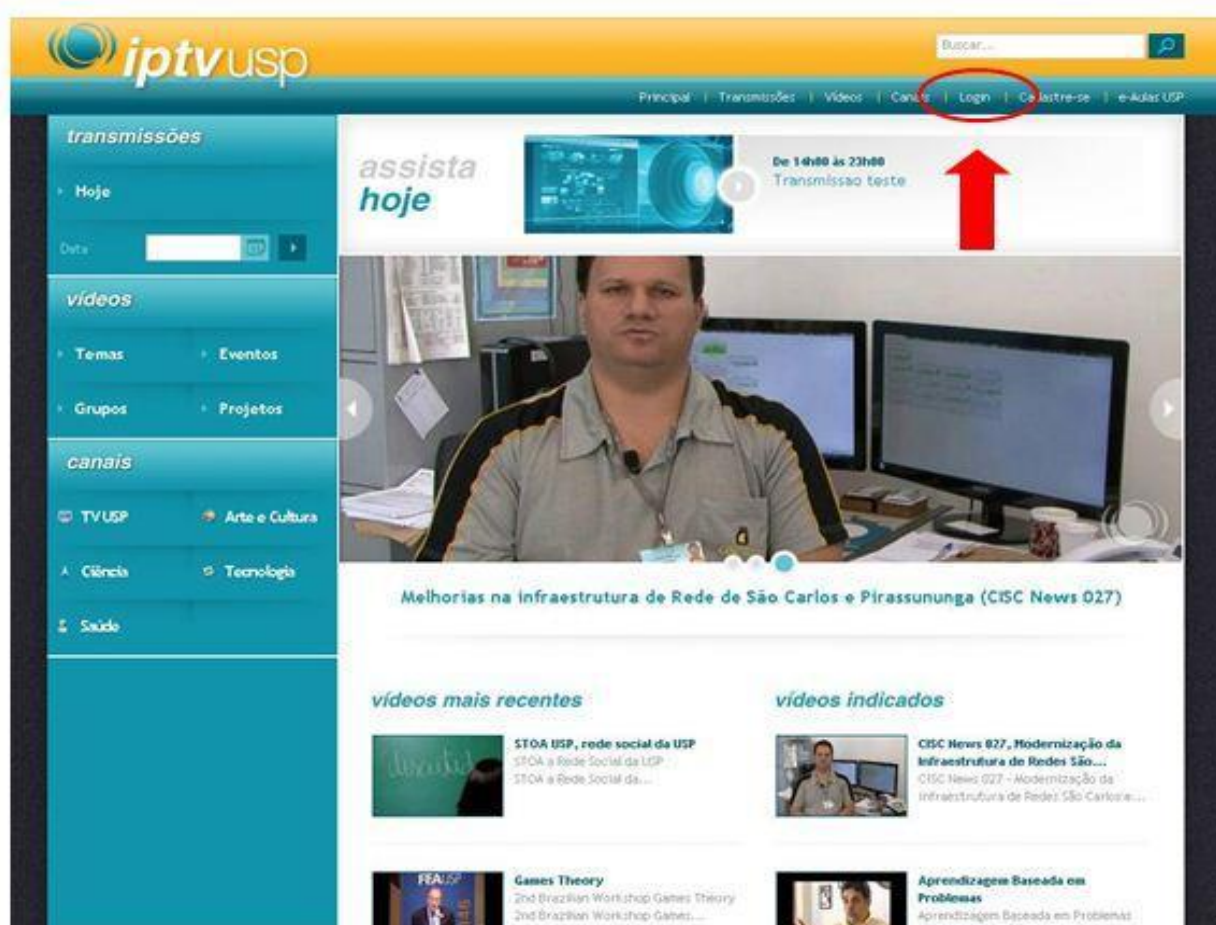 iptvusp
Buscar...
Principal | Transmissões | Vídeos | Canais | Login | Cadastre-se | e-Aulas USP
transmissões
Hoje
Data
vídeos
Temas
Eventos
Grupos
Projetos
canais
TV USP
Arte e Cultura
Ciência
Tecnologia
Saúde
assista
hoje
De 14h00 às 23h00
Transmissao teste
Melhorias na infraestrutura de Rede de São Carlos e Pirassununga (CISC News 027)
vídeos mais recentes
STOA USP, rede social da USP
STOA a Rede Social da USP
STOA a Rede Social da...
FEAUSP
Games Theory
2nd Brazilian Workshop Games Theory
2nd Brazilian Workshop Games...
vídeos indicados
CISC News 027, Modernização da
Infraestrutura de Redes São...
CISC News 027 - Modernização da
Infraestrutura de Redes São Carlos e...
Aprendizagem Baseada em
Problemas
Aprendizagem Baseada em Problemas